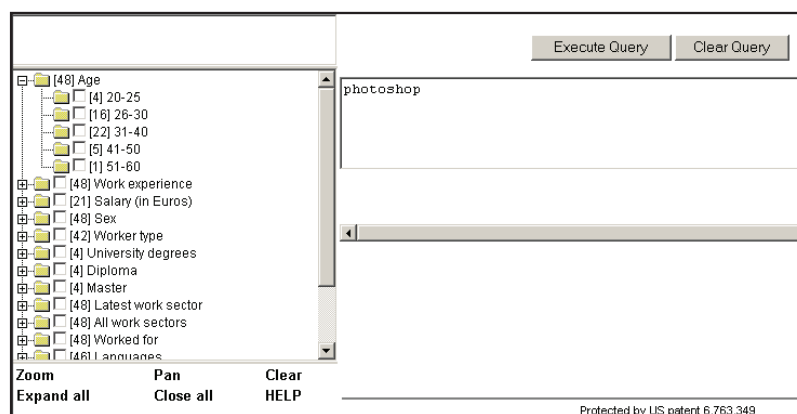 Execute Query Clear Query
[48] Age
[4] 20-25
[16] 26-30
[22] 31-40
[5] 41-50
[1] 51-60
[48] Work experience
[21] Salary (in Euros)
[48] Sex
[42] Worker type
[4] University degrees
[4] Diploma
[4] Master
[48] Latest work sector
[48] All work sectors
[48] Worked for
[46] Languages
photoshop
Zoom Pan Clear
Expand all Close all HELP
Protected by US patent 6,763,349